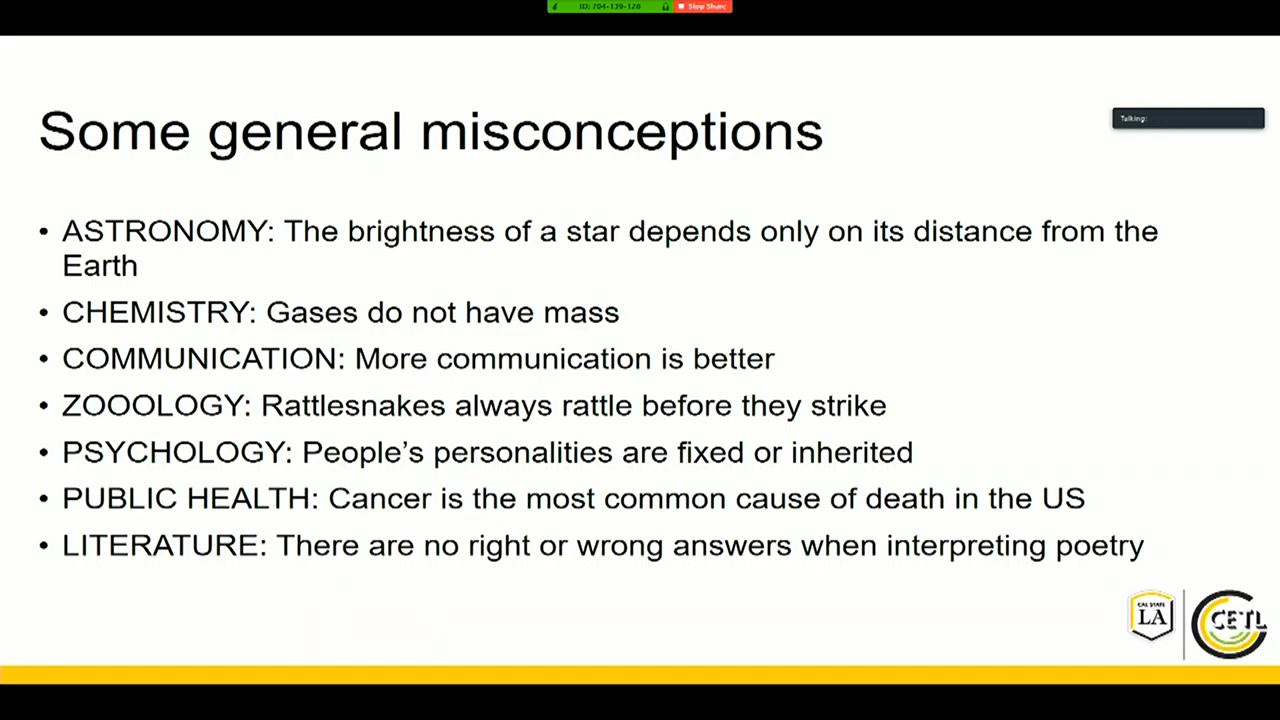 ID: 704-139-128 Stop Share
Some general misconceptions
Talking:
• ASTRONOMY: The brightness of a star depends only on its distance from the
Earth
• CHEMISTRY: Gases do not have mass
• COMMUNICATION: More communication is better
• ZOOOLOGY: Rattlesnakes always rattle before they strike
• PSYCHOLOGY: People’s personalities are fixed or inherited
• PUBLIC HEALTH: Cancer is the most common cause of death in the US
• LITERATURE: There are no right or wrong answers when interpreting poetry
CAL STATE
LA
CETL